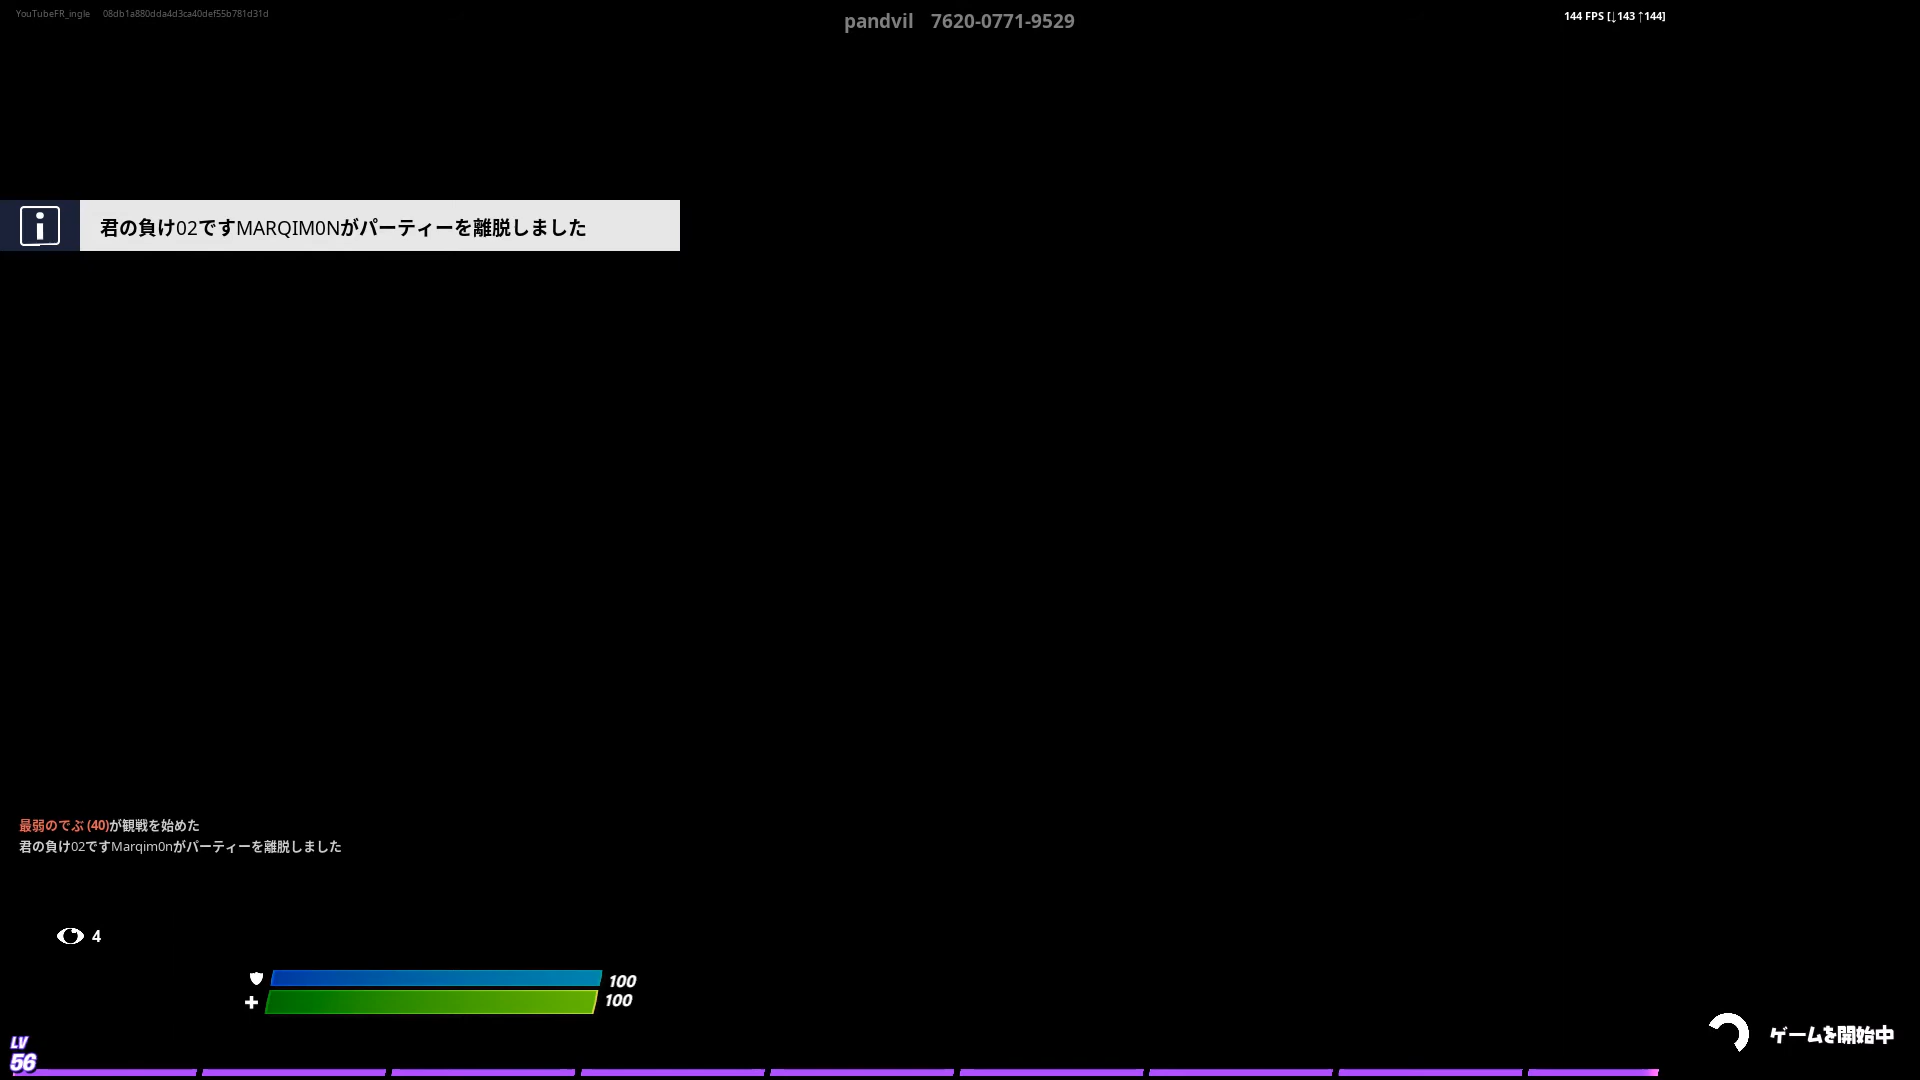 YouTubeFR_ingle 08db1a880dda4d3ca40def55b781d31d
pandvil 7620-0771-9529
144 FPS [↓143 ↑144]
君の負け02ですMARQIM0Nがパーティーを離脱しました
最弱のでぶ (40)が観戦を始めた
君の負け02ですMarqim0nがパーティーを離脱しました
4
100
100
LV
56
ゲームを開始中